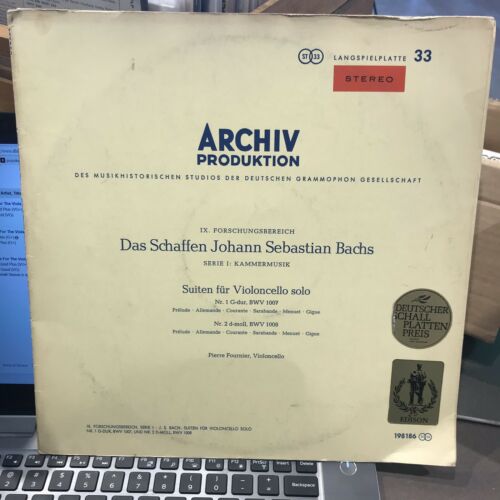 ST 33
LANGSPIELPLATTE 33
STEREO
ARCHIV
PRODUKTION
DES MUSIKHISTORISCHEN STUDIOS DER DEUTSCHEN GRAMMOPHON GESELLSCHAFT
IX. FORSCHUNGSBEREICH
Das Schaffen Johann Sebastian Bachs
SERIE I: KAMMERMUSIK
Suiten für Violoncello solo
Nr. 1 G-dur, BWV 1007
Prélude · Allemande · Courante · Sarabande · Menuet · Gigue
Nr. 2 d-moll, BWV 1008
Prélude · Allemande · Courante · Sarabande · Menuet · Gigue
Pierre Fournier, Violoncello
DEUTSCHER
SCHALL
PLATTEN
PREIS
EDISON
IX. FORSCHUNGSBEREICH, SERIE I: J. S. BACH, SUITEN FÜR VIOLONCELLO SOLO
NR. 1 G-DUR, BWV 1007, UND NR. 2 D-MOLL, BWV 1008
198186